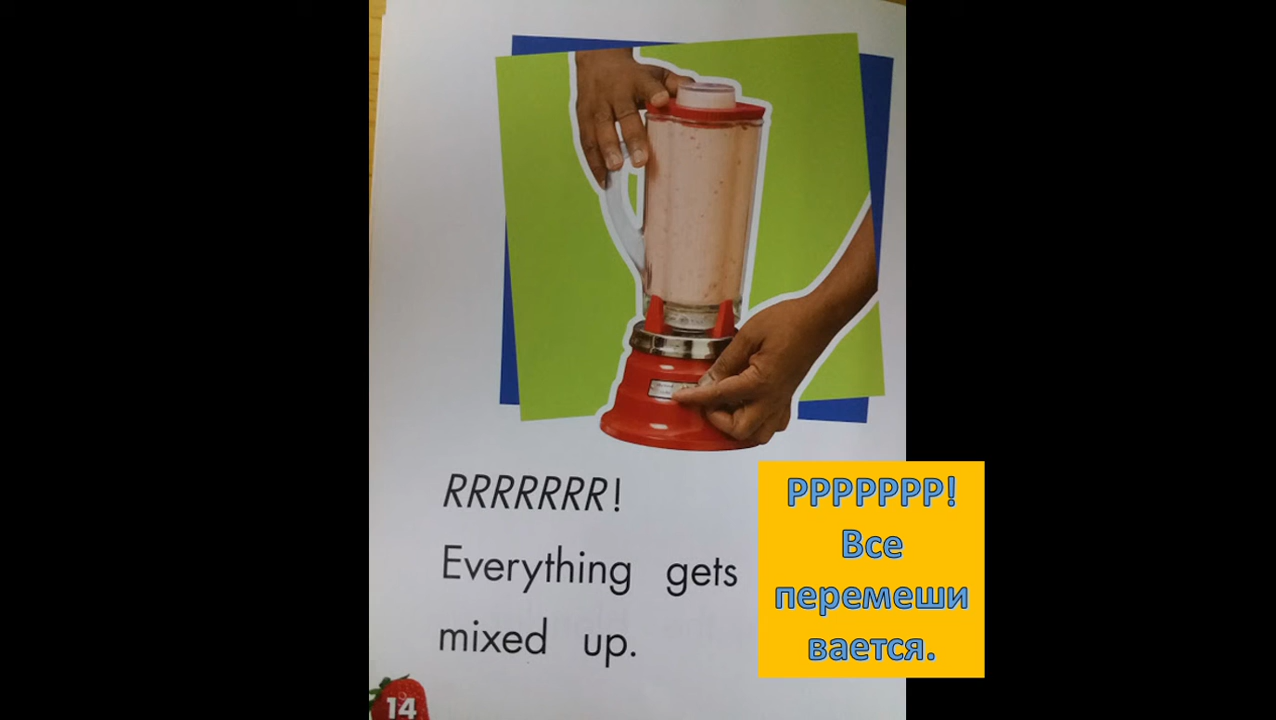 RRRRRRR!
Everything gets
mixed up.
14
РРРРРРР!
Все
перемеши
вается.